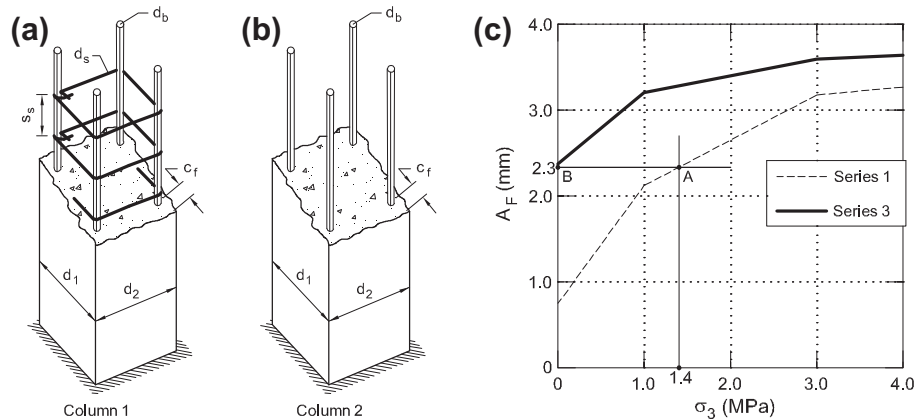 (a)
d_b
d_s
s_s
c_f
d_1
d_2
Column 1
(b)
d_b
c_f
d_1
d_2
Column 2
(c)
4.0
3.0
2.3
2.0
1.0
0
A_F (mm)
B
A
Series 1
Series 3
0
1.0
1.4
2.0
3.0
4.0
σ_3 (MPa)